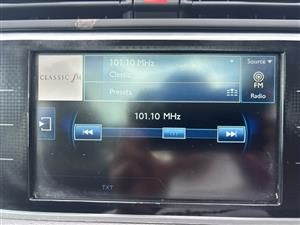 101.10 MHz
Source
CLASSIC fM
Classic
FM
Presets
Radio
101.10 MHz
TXT